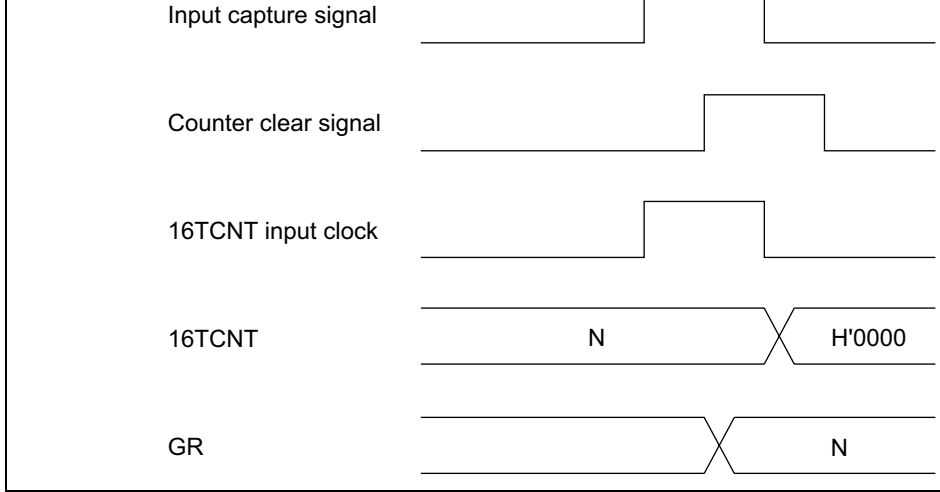 Input capture signal
Counter clear signal
16TCNT input clock
16TCNT N H'0000
GR N